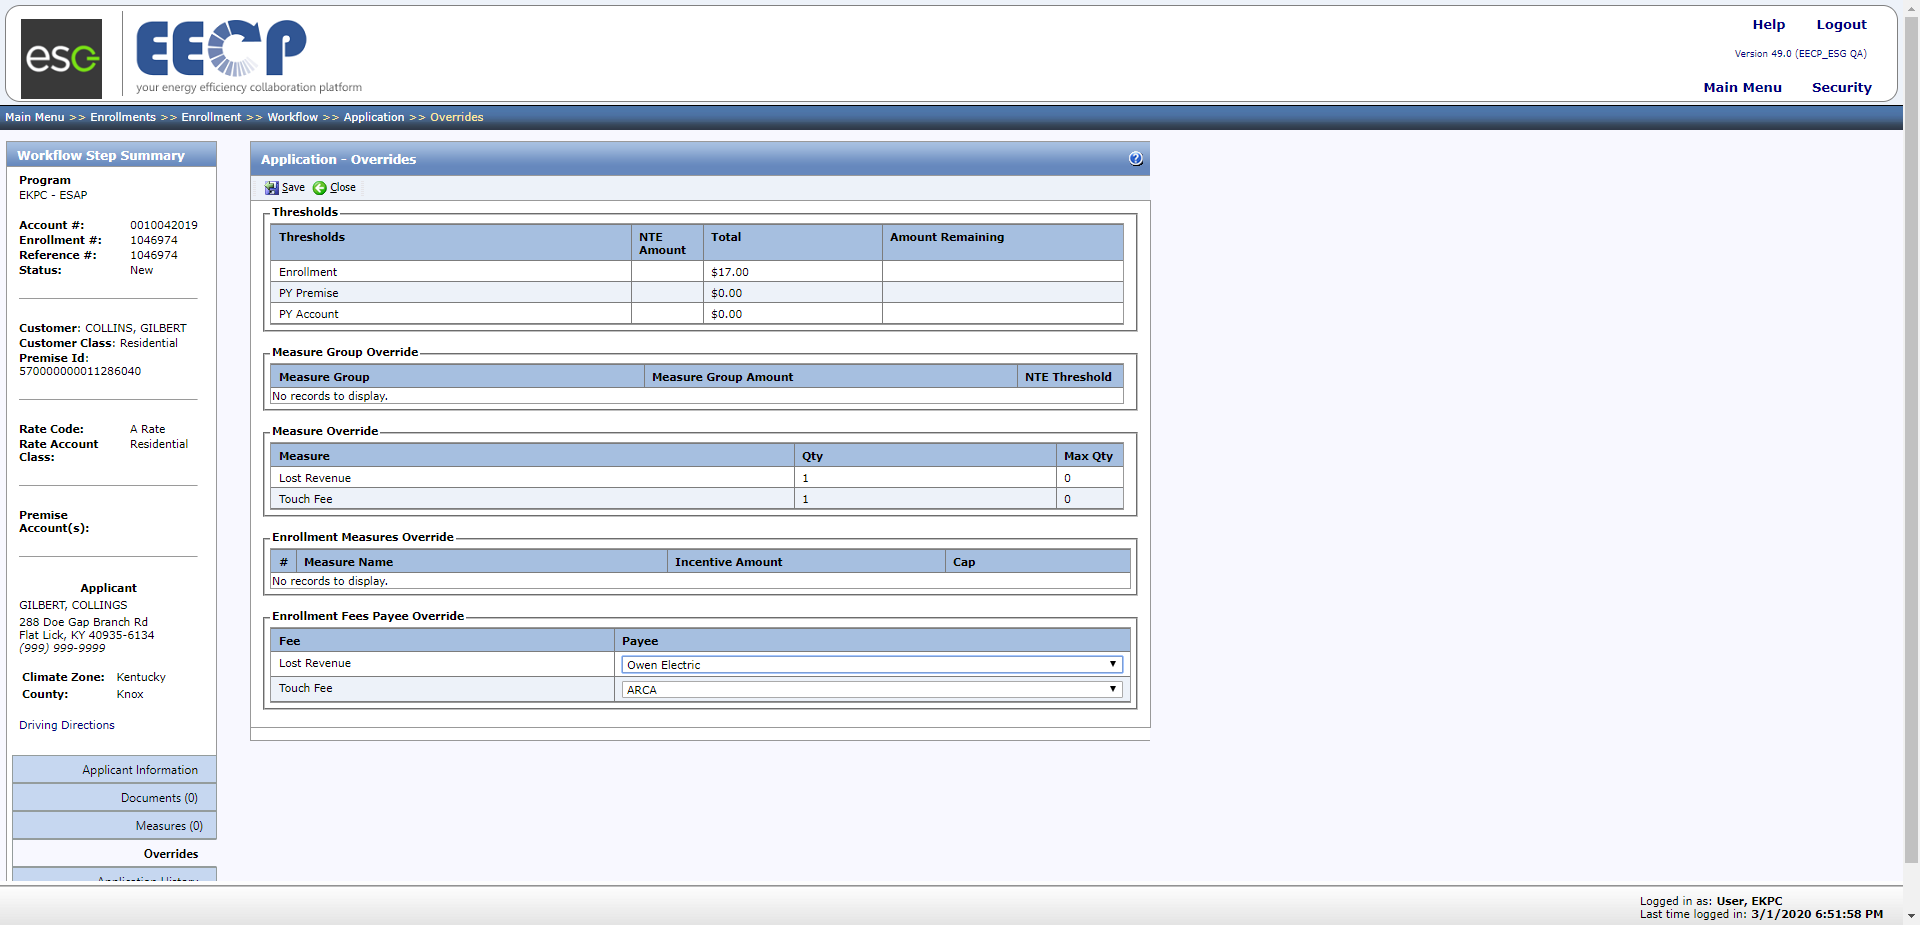 esg
EECP
your energy efficiency collaboration platform
Help Logout
Version 49.0 (EECP_ESG QA)
Main Menu Security
Main Menu >> Enrollments >> Enrollment >> Workflow >> Application >> Overrides
Workflow Step Summary
Program
EKPC - ESAP
Account #: 0010042019
Enrollment #: 1046974
Reference #: 1046974
Status: New
Customer: COLLINS, GILBERT
Customer Class: Residential
Premise Id:
570000000011286040
Rate Code: A Rate
Rate Account Residential
Class:
Premise
Account(s):
Applicant
GILBERT, COLLINGS
288 Doe Gap Branch Rd
Flat Lick, KY 40935-6134
(999) 999-9999
Climate Zone: Kentucky
County: Knox
Driving Directions
Applicant Information
Documents (0)
Measures (0)
Overrides
Application History
Application - Overrides
Save Close
Thresholds
Thresholds NTE Amount Total Amount Remaining
Enrollment $17.00
PY Premise $0.00
PY Account $0.00
Measure Group Override
Measure Group Measure Group Amount NTE Threshold
No records to display.
Measure Override
Measure Qty Max Qty
Lost Revenue 1 0
Touch Fee 1 0
Enrollment Measures Override
# Measure Name Incentive Amount Cap
No records to display.
Enrollment Fees Payee Override
Fee Payee
Lost Revenue Owen Electric
Touch Fee ARCA
Logged in as: User, EKPC
Last time logged in: 3/1/2020 6:51:58 PM